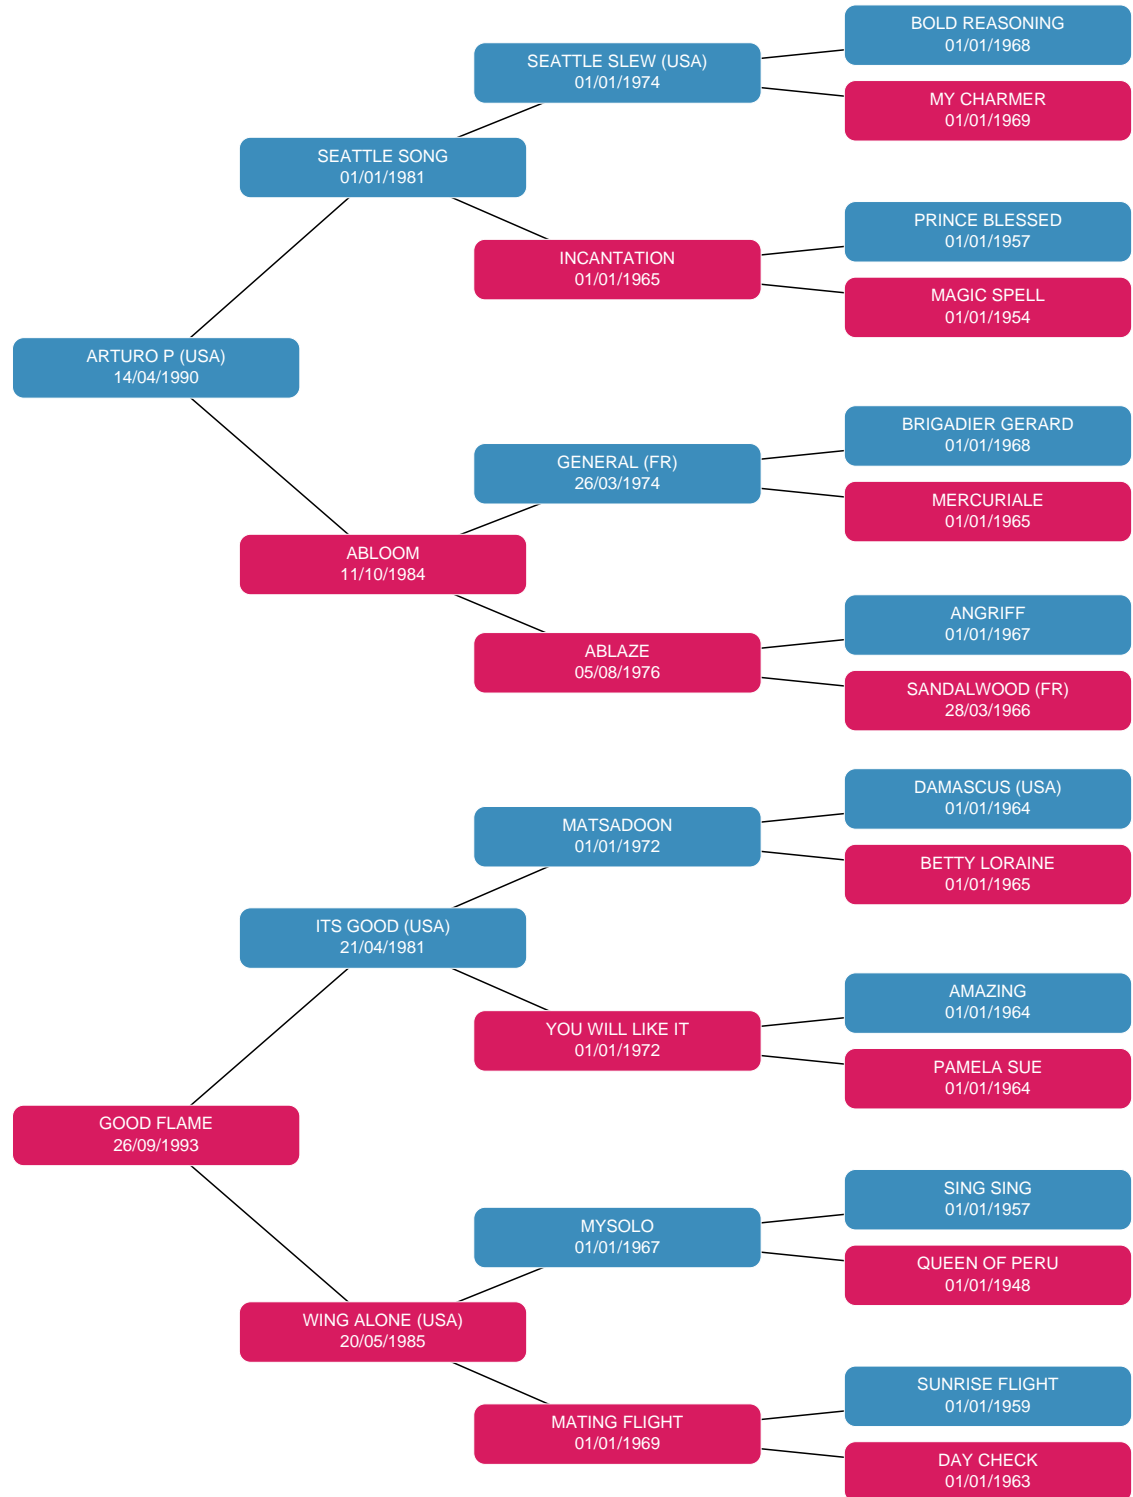 BOLD REASONING
01/01/1968
SEATTLE SLEW (USA)
01/01/1974
MY CHARMER
01/01/1969
SEATTLE SONG
01/01/1981
PRINCE BLESSED
01/01/1957
INCANTATION
01/01/1965
MAGIC SPELL
01/01/1954
ARTURO P (USA)
14/04/1990
BRIGADIER GERARD
01/01/1968
GENERAL (FR)
26/03/1974
MERCURIALE
01/01/1965
ABLOOM
11/10/1984
ANGRIFF
01/01/1967
ABLAZE
05/08/1976
SANDALWOOD (FR)
28/03/1966
DAMASCUS (USA)
01/01/1964
MATSADOON
01/01/1972
BETTY LORAINE
01/01/1965
ITS GOOD (USA)
21/04/1981
AMAZING
01/01/1964
YOU WILL LIKE IT
01/01/1972
PAMELA SUE
01/01/1964
GOOD FLAME
26/09/1993
SING SING
01/01/1957
MYSOLO
01/01/1967
QUEEN OF PERU
01/01/1948
WING ALONE (USA)
20/05/1985
SUNRISE FLIGHT
01/01/1959
MATING FLIGHT
01/01/1969
DAY CHECK
01/01/1963